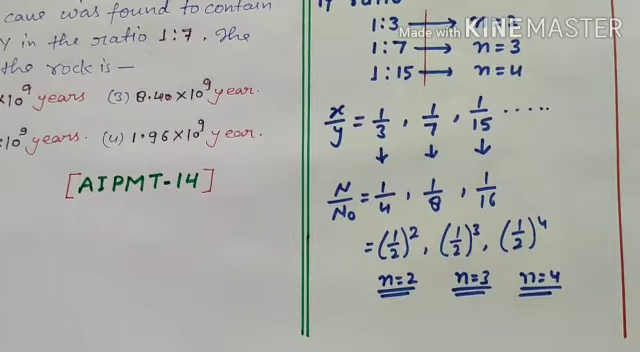 cave was found to contain
Y in the ratio 1:7. The
the rock is —
×10⁹ years (3) 8.40×10⁹ year.
×10⁹ years. (4) 1.96×10⁹ year.
[AIPMT-14]
1:3 → n=2
Made with KINEMASTER
1:7 → n=3
1:15 → n=4
x/y = 1/3, 1/7, 1/15 .....
↓ ↓ ↓
N/N₀ = 1/4, 1/8, 1/16
= (1/2)², (1/2)³, (1/2)⁴
n=2 n=3 n=4